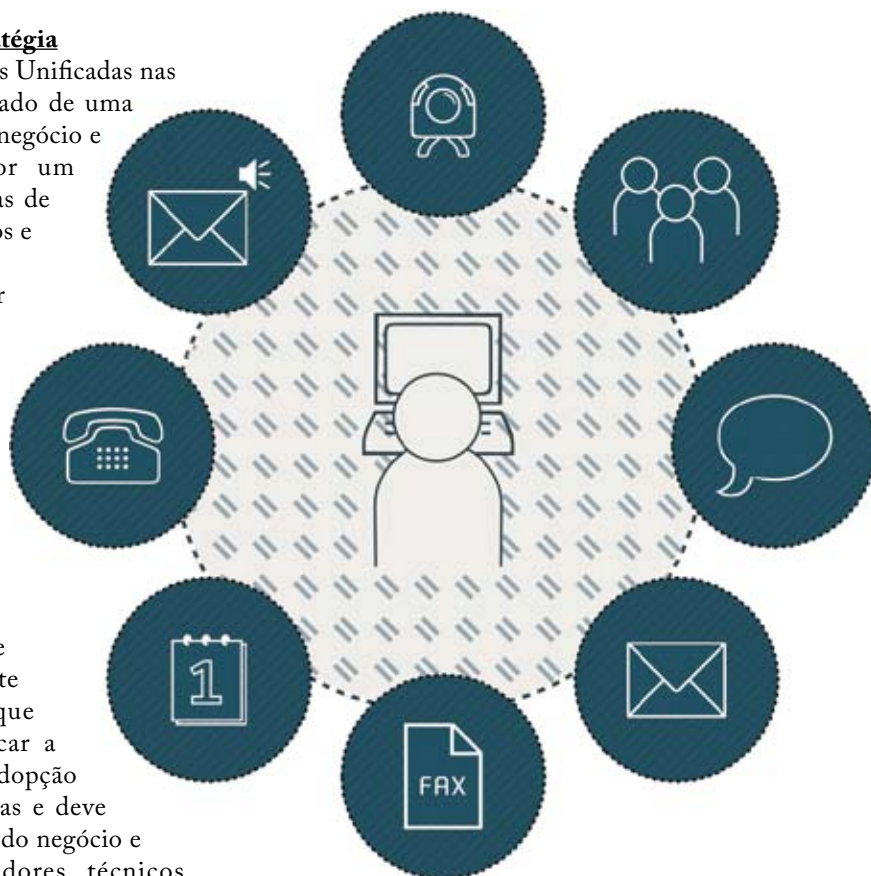 tégia
s Unificadas nas
ado de uma
negócio e
or um
as de
os e
r
e
te
que
car a
dopção
as e deve
do negócio e
dores técnicos
1
FAX